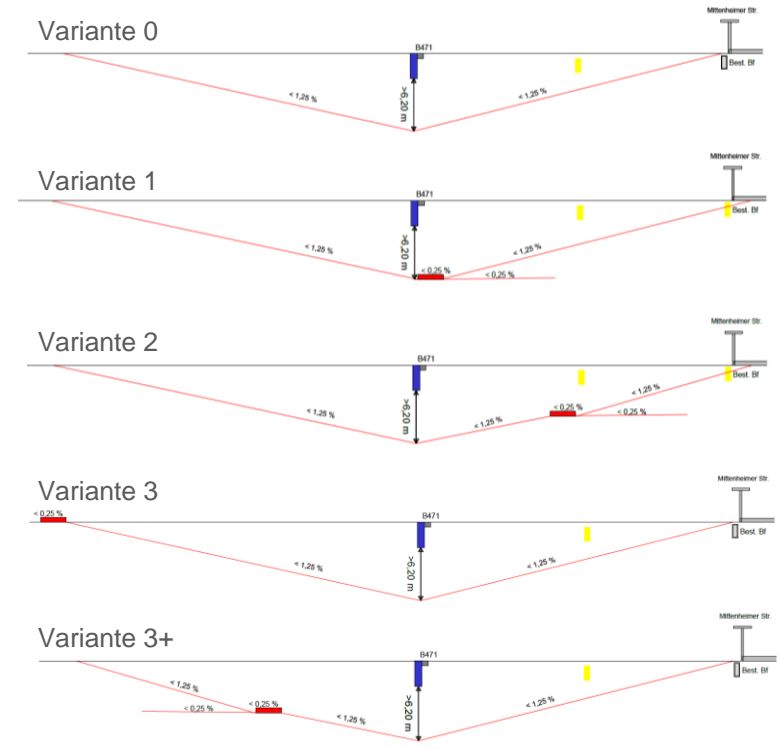 Variante 0
Mittenheimer Str.
B471
Best. Bf
< 1,25 %
>6,20 m
< 1,25 %
Variante 1
Mittenheimer Str.
B471
Best. Bf
< 1,25 %
>6,20 m
< 0,25 %
< 1,25 %
< 0,25 %
Variante 2
Mittenheimer Str.
B471
Best. Bf
< 1,25 %
>6,20 m
< 1,25 %
< 0,25 %
< 1,25 %
< 0,25 %
Variante 3
Mittenheimer Str.
< 0,25 %
B471
Best. Bf
< 1,25 %
>6,20 m
< 1,25 %
Variante 3+
Mittenheimer Str.
B471
Best. Bf
< 1,25 %
< 0,25 %
< 0,25 %
< 1,25 %
>6,20 m
< 1,25 %